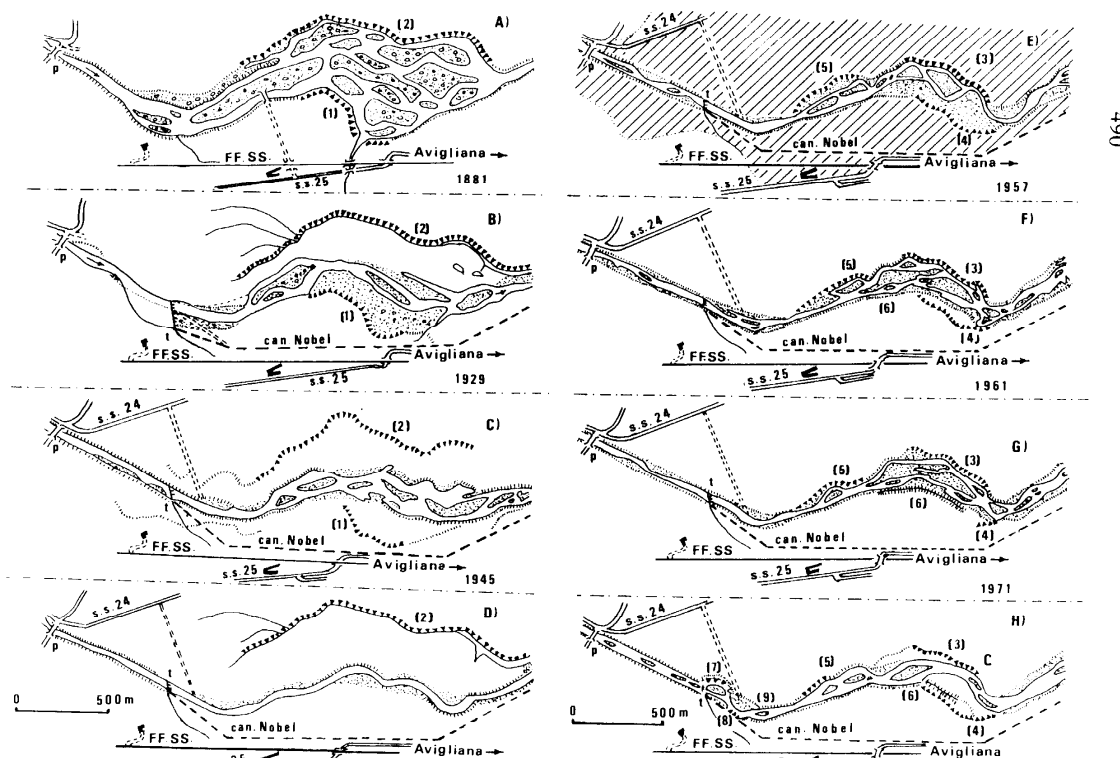 490
A)
(2)
(1)
p
FF.SS.
Avigliana
s.s.25
1881
B)
(2)
(1)
p
t
can. Nobel
FF.SS.
Avigliana
s.s.25
1929
C)
s.s.24
(2)
(1)
p
t
can. Nobel
FF.SS.
Avigliana
s.s.25
1945
D)
s.s.24
(2)
p
t
0 500 m
can. Nobel
FF.SS.
Avigliana
E)
s.s.24
(5)
(3)
p
t
(4)
can. Nobel
FF.SS.
Avigliana
s.s.25
1957
F)
s.s.24
(5)
(3)
p
(6)
t
(4)
can. Nobel
FF.SS.
Avigliana
s.s.25
1961
G)
s.s.24
(5)
(3)
p
t
(6)
(4)
can. Nobel
FF.SS.
Avigliana
s.s.25
1971
H)
s.s.24
(3)
C
p
(7)
(5)
(9)
(6)
t
(8)
(4)
0 500 m
can. Nobel
FF.SS.
Avigliana